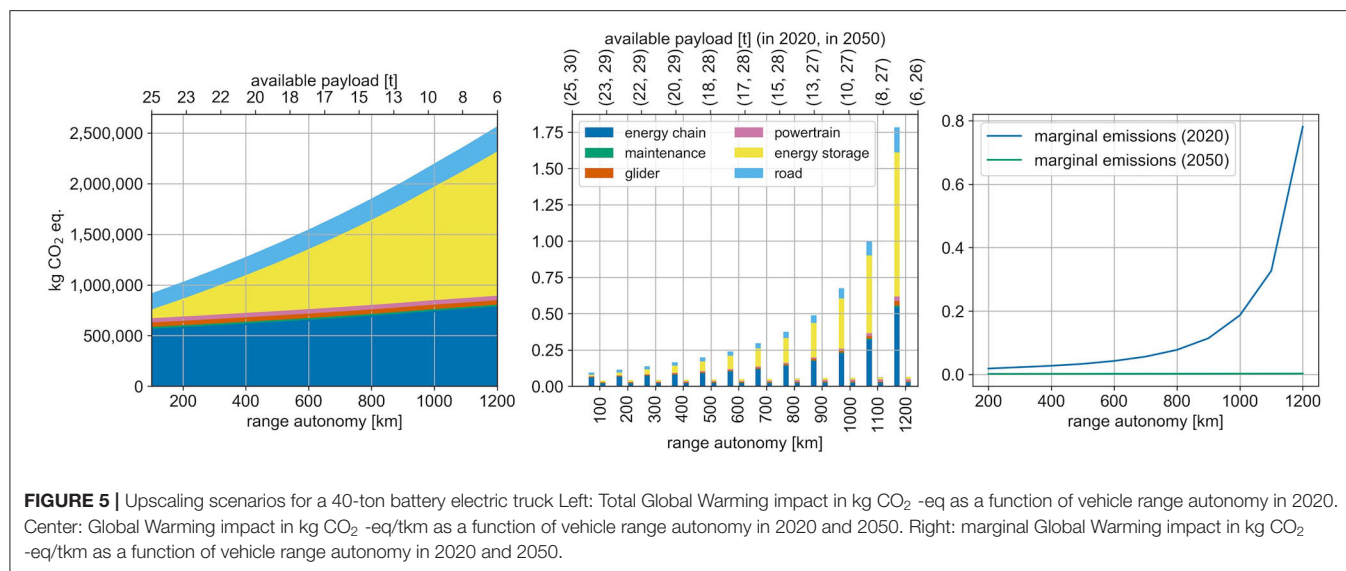 available payload [t]
25 23 22 20 18 17 15 13 10 8 6
2,500,000
2,000,000
1,500,000
1,000,000
500,000
0
kg CO2 eq.
200 400 600 800 1000 1200
range autonomy [km]
available payload [t] (in 2020, in 2050)
(25, 30) (23, 29) (22, 29) (20, 29) (18, 28) (17, 28) (15, 28) (13, 27) (10, 27) (8, 27) (6, 26)
energy chain
maintenance
glider
powertrain
energy storage
road
1.75
1.50
1.25
1.00
0.75
0.50
0.25
0.00
100 200 300 400 500 600 700 800 900 1000 1100 1200
range autonomy [km]
marginal emissions (2020)
marginal emissions (2050)
0.8
0.6
0.4
0.2
0.0
200 400 600 800 1000 1200
range autonomy [km]
FIGURE 5 | Upscaling scenarios for a 40-ton battery electric truck Left: Total Global Warming impact in kg CO2 -eq as a function of vehicle range autonomy in 2020.
Center: Global Warming impact in kg CO2 -eq/tkm as a function of vehicle range autonomy in 2020 and 2050. Right: marginal Global Warming impact in kg CO2
-eq/tkm as a function of vehicle range autonomy in 2020 and 2050.